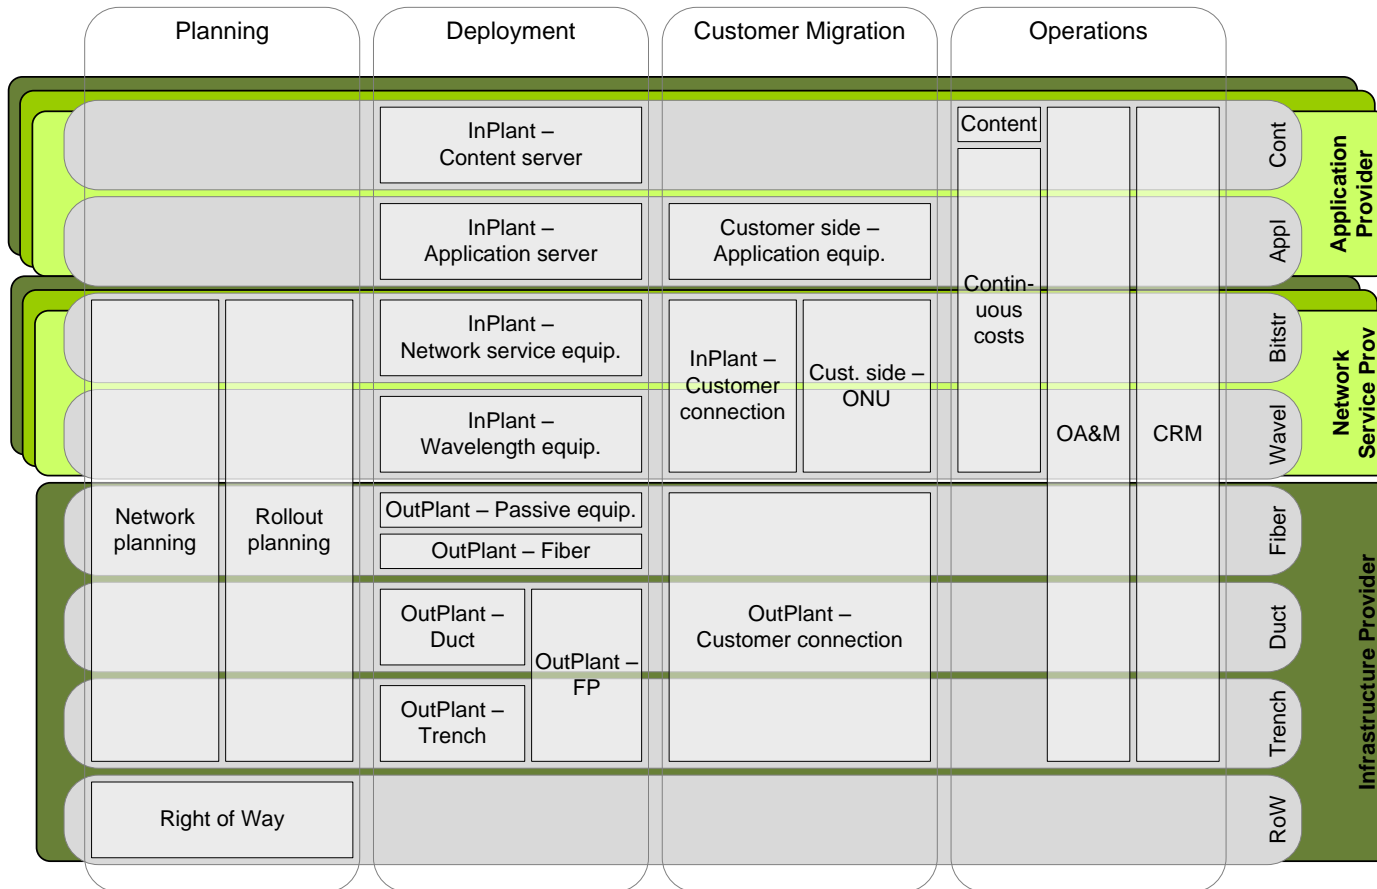 Planning
Deployment
Customer Migration
Operations
InPlant –
Content server
Content
Cont
InPlant –
Application server
Customer side –
Application equip.
Appl
Application
Provider
Contin-
uous
costs
InPlant –
Network service equip.
Bitstr
InPlant –
Customer
connection
Cust. side –
ONU
InPlant –
Wavelength equip.
OA&M
CRM
Wavel
Network
Service Prov
Network
planning
Rollout
planning
OutPlant – Passive equip.
OutPlant – Fiber
Fiber
OutPlant –
Duct
OutPlant –
FP
OutPlant –
Customer connection
Duct
OutPlant –
Trench
Trench
Infrastructure Provider
Right of Way
RoW